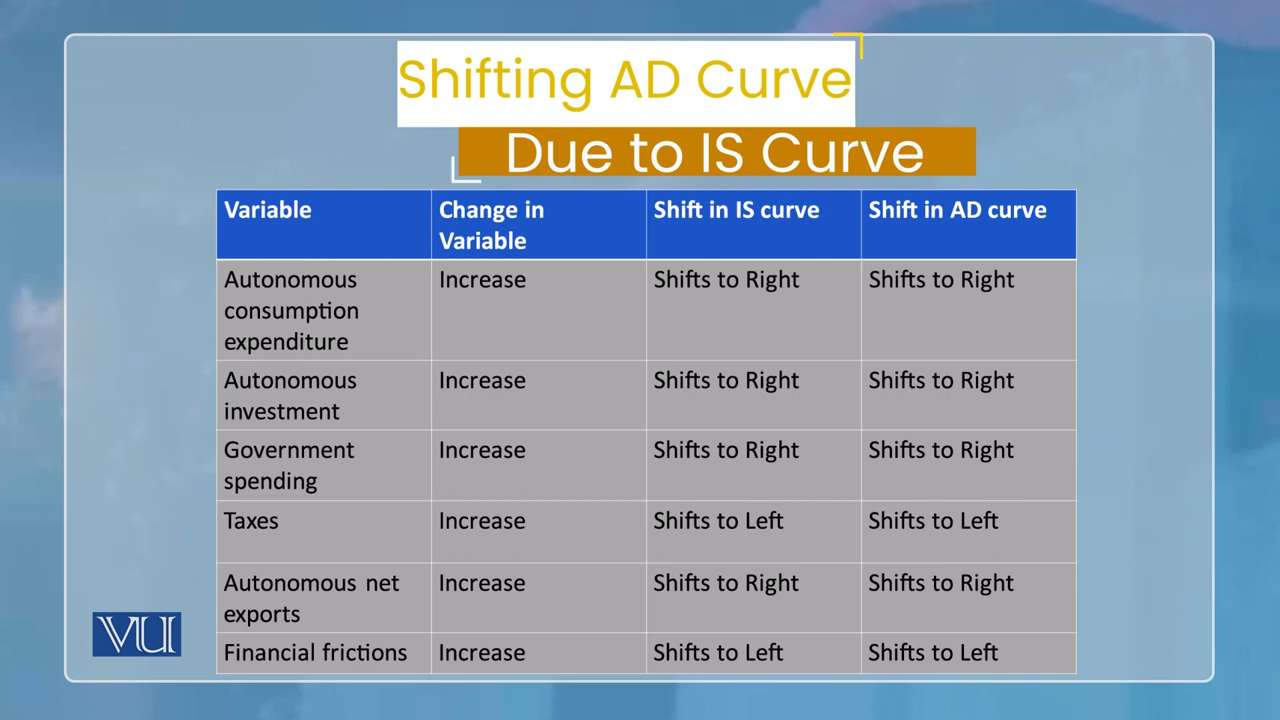 Shifting AD Curve
Due to IS Curve
Variable
Change in
Variable
Shift in IS curve
Shift in AD curve
Autonomous
consumption
expenditure
Increase
Shifts to Right
Shifts to Right
Autonomous
investment
Increase
Shifts to Right
Shifts to Right
Government
spending
Increase
Shifts to Right
Shifts to Right
Taxes
Increase
Shifts to Left
Shifts to Left
Autonomous net
exports
Increase
Shifts to Right
Shifts to Right
Financial frictions
Increase
Shifts to Left
Shifts to Left
VU